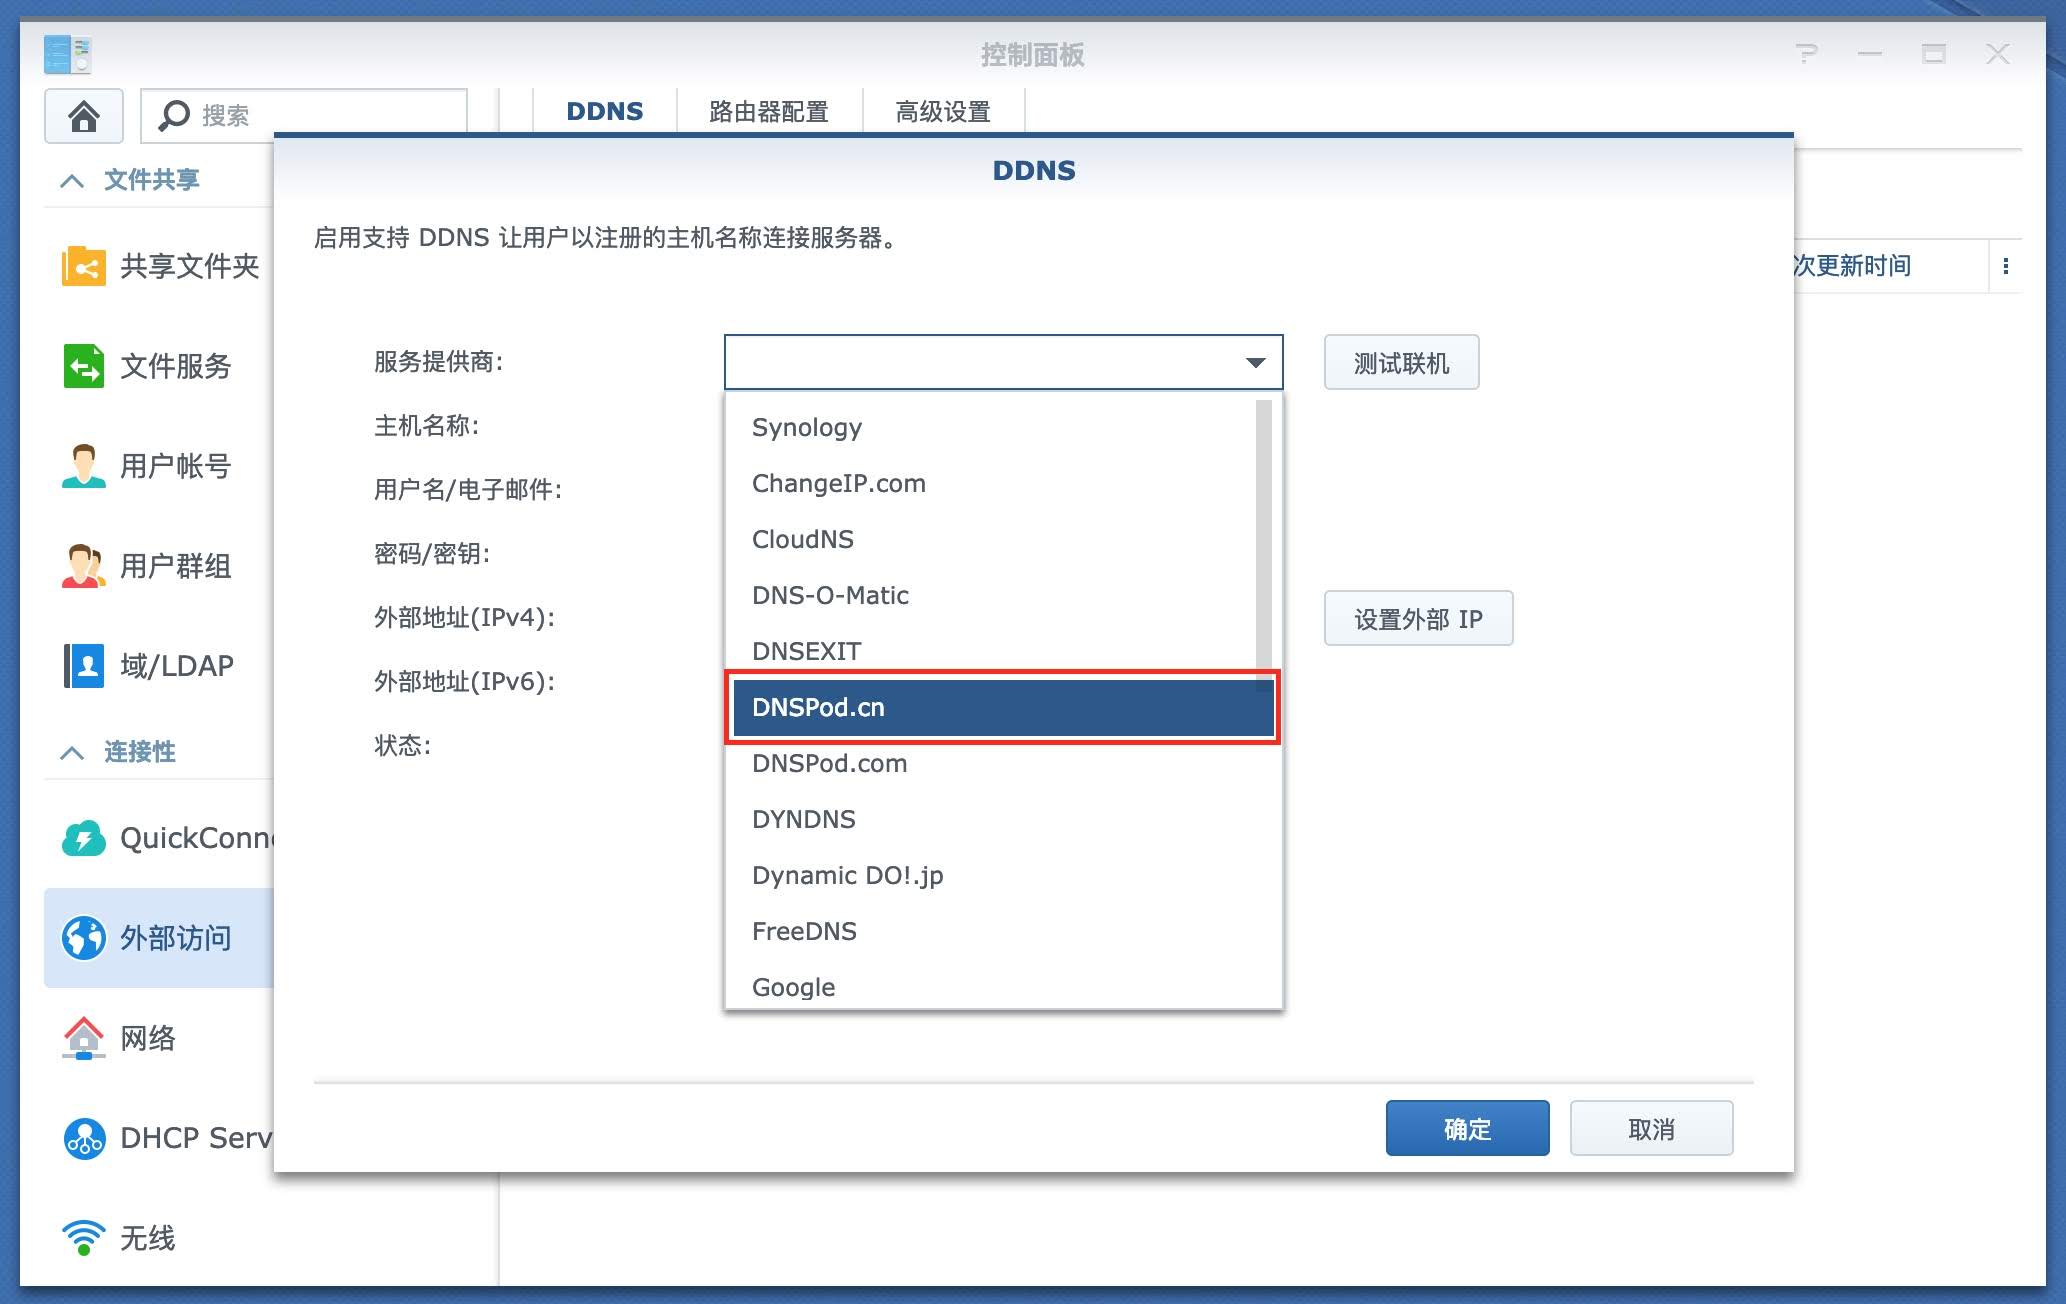 控制面板
搜索
DDNS
路由器配置
高级设置
文件共享
共享文件夹
文件服务
用户帐号
用户群组
域/LDAP
连接性
QuickConne
外部访问
网络
DHCP Serv
无线
次更新时间
DDNS
启用支持 DDNS 让用户以注册的主机名称连接服务器。
服务提供商:
测试联机
主机名称:
用户名/电子邮件:
密码/密钥:
外部地址(IPv4):
设置外部 IP
外部地址(IPv6):
状态:
Synology
ChangeIP.com
CloudNS
DNS-O-Matic
DNSEXIT
DNSPod.cn
DNSPod.com
DYNDNS
Dynamic DO!.jp
FreeDNS
Google
确定
取消